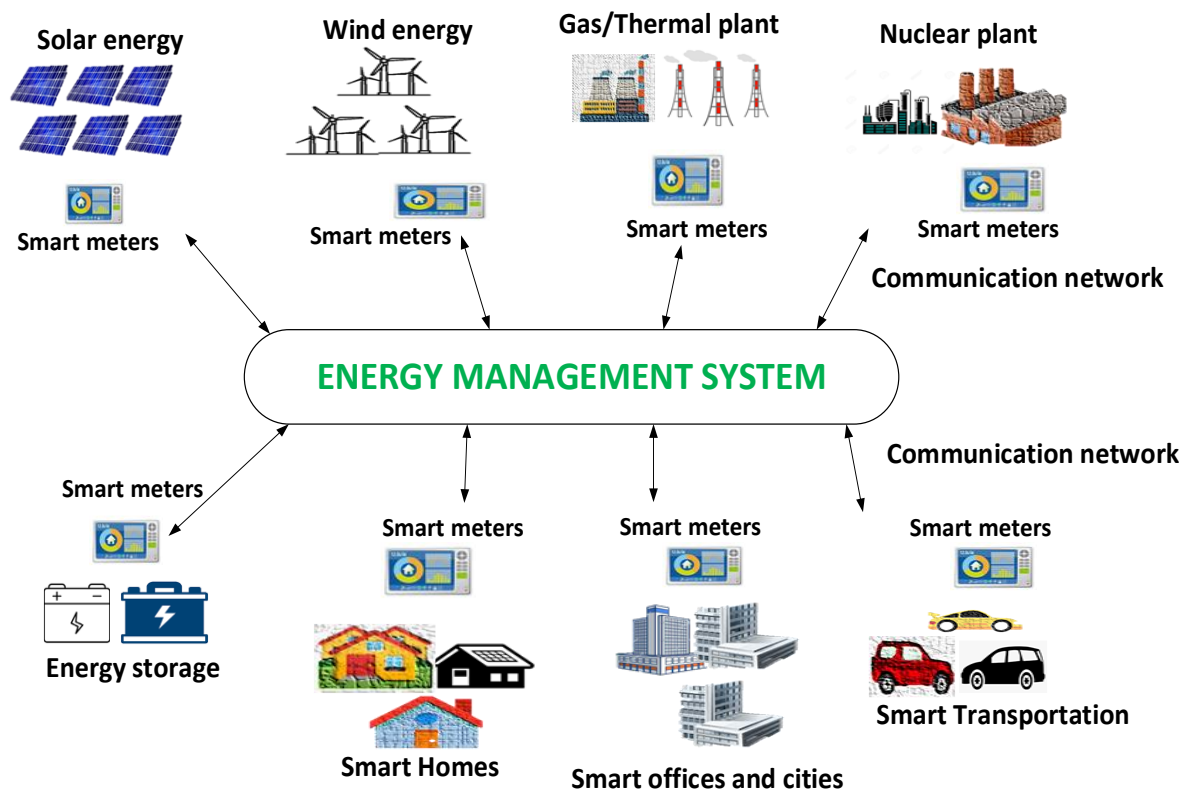 Solar energy
Wind energy
Gas/Thermal plant
Nuclear plant
Smart meters
Smart meters
Smart meters
Smart meters
Communication network
ENERGY MANAGEMENT SYSTEM
Communication network
Smart meters
Smart meters
Smart meters
Smart meters
Energy storage
Smart Homes
Smart offices and cities
Smart Transportation